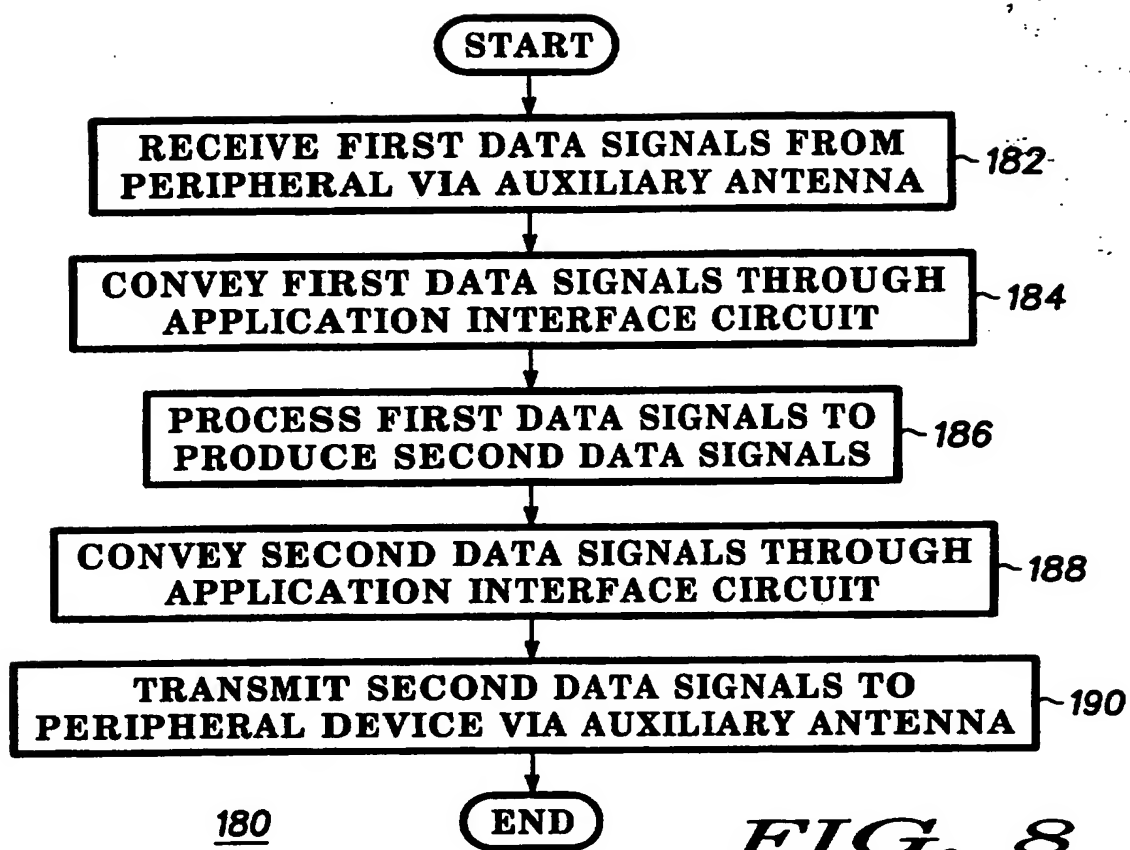 START
RECEIVE FIRST DATA SIGNALS FROM
PERIPHERAL VIA AUXILIARY ANTENNA
182
CONVEY FIRST DATA SIGNALS THROUGH
APPLICATION INTERFACE CIRCUIT
184
PROCESS FIRST DATA SIGNALS TO
PRODUCE SECOND DATA SIGNALS
186
CONVEY SECOND DATA SIGNALS THROUGH
APPLICATION INTERFACE CIRCUIT
188
TRANSMIT SECOND DATA SIGNALS TO
PERIPHERAL DEVICE VIA AUXILIARY ANTENNA
190
END
180
FIG. 8